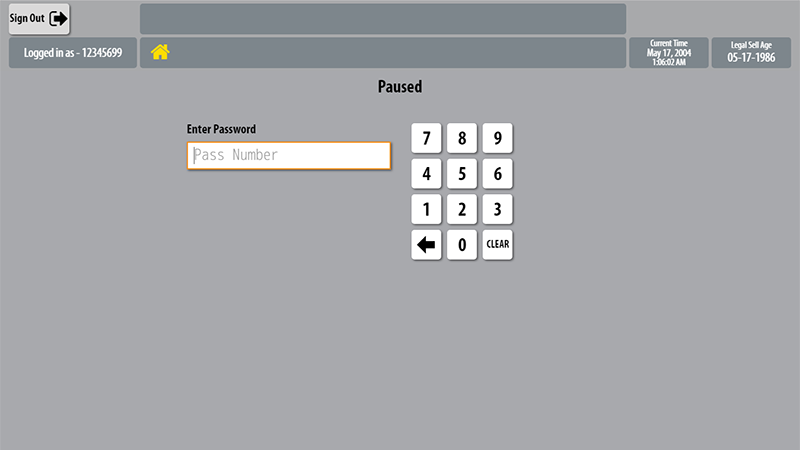 Sign Out
Logged in as - 12345699
Current Time
May 17, 2004
1:06:02 AM
Legal Sell Age
05-17-1986
Paused
Enter Password
Pass Number
7 8 9
4 5 6
1 2 3
0 CLEAR